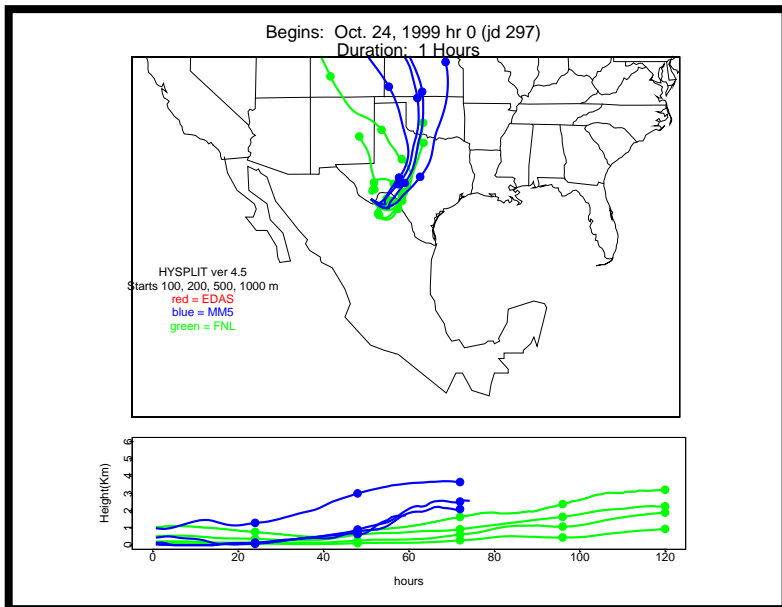 Begins: Oct. 24, 1999 hr 0 (jd 297)
Duration: 1 Hours
HYSPLIT ver 4.5
Starts 100, 200, 500, 1000 m
red = EDAS
blue = MM5
green = FNL
Height(Km)
6
5
4
3
2
1
0
0 20 40 60 80 100 120
hours